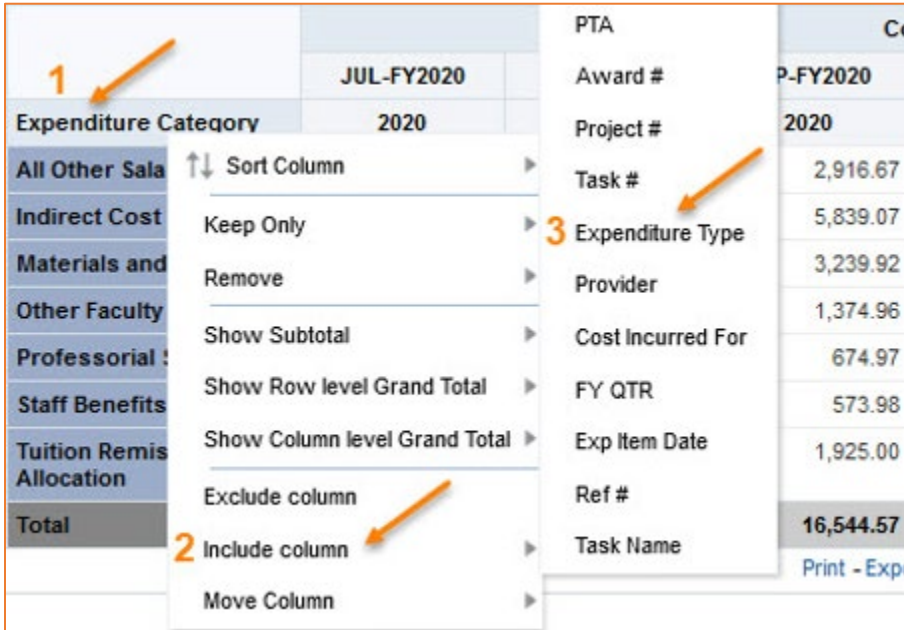 Co
JUL-FY2020
P-FY2020
1
Expenditure Category
2020
2020
All Other Sala
2,916.67
Indirect Cost
5,839.07
Materials and
3,239.92
Other Faculty
1,374.96
Professorial
674.97
Staff Benefits
573.98
Tuition Remis
Allocation
1,925.00
Total
16,544.57
Print - Expo
Sort Column
Keep Only
Remove
Show Subtotal
Show Row level Grand Total
Show Column level Grand Total
Exclude column
2 Include column
Move Column
PTA
Award #
Project #
Task #
3 Expenditure Type
Provider
Cost Incurred For
FY QTR
Exp Item Date
Ref #
Task Name